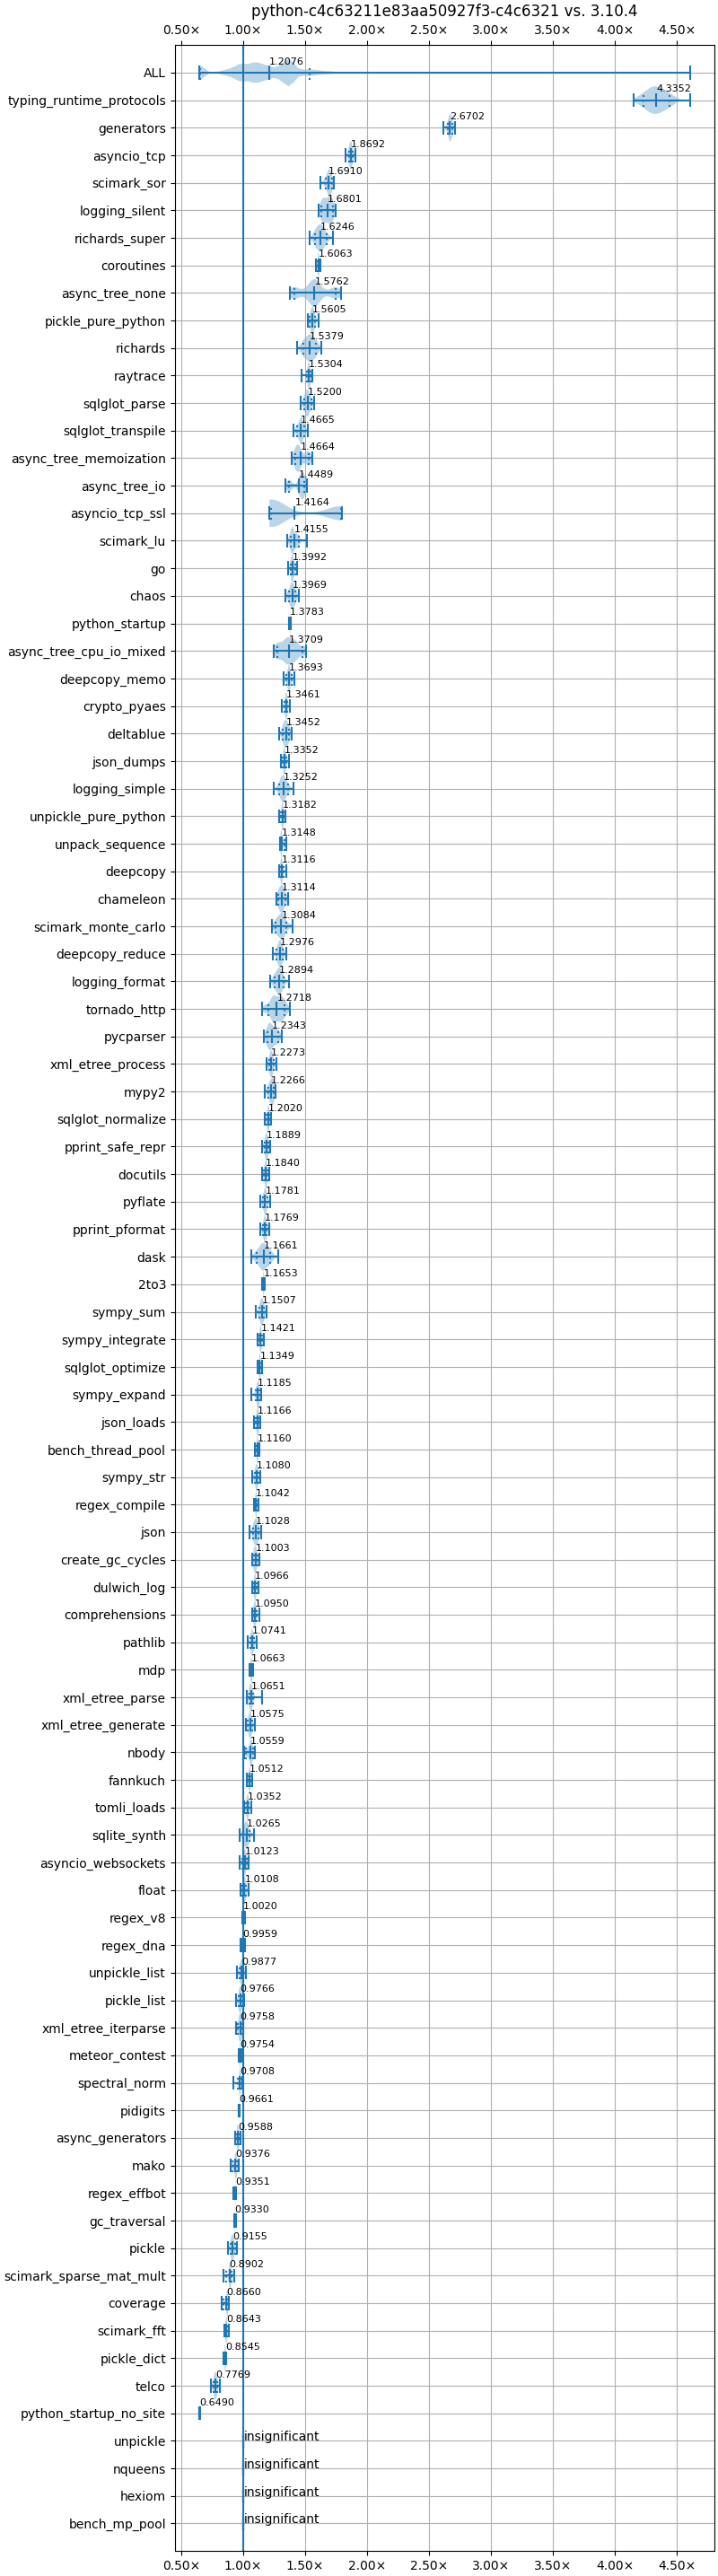 python-c4c63211e83aa50927f3-c4c6321 vs. 3.10.4
0.50× 1.00× 1.50× 2.00× 2.50× 3.00× 3.50× 4.00× 4.50×
ALL 1.2076
typing_runtime_protocols 4.3352
generators 2.6702
asyncio_tcp 1.8692
scimark_sor 1.6910
logging_silent 1.6801
richards_super 1.6246
coroutines 1.6063
async_tree_none 1.5762
pickle_pure_python 1.5605
richards 1.5379
raytrace 1.5304
sqlglot_parse 1.5200
sqlglot_transpile 1.4665
async_tree_memoization 1.4664
async_tree_io 1.4489
asyncio_tcp_ssl 1.4164
scimark_lu 1.4155
go 1.3992
chaos 1.3969
python_startup 1.3783
async_tree_cpu_io_mixed 1.3709
deepcopy_memo 1.3693
crypto_pyaes 1.3461
deltablue 1.3452
json_dumps 1.3352
logging_simple 1.3252
unpickle_pure_python 1.3182
unpack_sequence 1.3148
deepcopy 1.3116
chameleon 1.3114
scimark_monte_carlo 1.3084
deepcopy_reduce 1.2976
logging_format 1.2894
tornado_http 1.2718
pycparser 1.2343
xml_etree_process 1.2273
mypy2 1.2266
sqlglot_normalize 1.2020
pprint_safe_repr 1.1889
docutils 1.1840
pyflate 1.1781
pprint_pformat 1.1769
dask 1.1661
2to3 1.1653
sympy_sum 1.1507
sympy_integrate 1.1421
sqlglot_optimize 1.1349
sympy_expand 1.1185
json_loads 1.1166
bench_thread_pool 1.1160
sympy_str 1.1080
regex_compile 1.1042
json 1.1028
create_gc_cycles 1.1003
dulwich_log 1.0966
comprehensions 1.0950
pathlib 1.0741
mdp 1.0663
xml_etree_parse 1.0651
xml_etree_generate 1.0575
nbody 1.0559
fannkuch 1.0512
tomli_loads 1.0352
sqlite_synth 1.0265
asyncio_websockets 1.0123
float 1.0108
regex_v8 1.0020
regex_dna 0.9959
unpickle_list 0.9877
pickle_list 0.9766
xml_etree_iterparse 0.9758
meteor_contest 0.9754
spectral_norm 0.9708
pidigits 0.9661
async_generators 0.9588
mako 0.9376
regex_effbot 0.9351
gc_traversal 0.9330
pickle 0.9155
scimark_sparse_mat_mult 0.8902
coverage 0.8660
scimark_fft 0.8643
pickle_dict 0.8545
telco 0.7769
python_startup_no_site 0.6490
unpickle insignificant
nqueens insignificant
hexiom insignificant
bench_mp_pool insignificant
0.50× 1.00× 1.50× 2.00× 2.50× 3.00× 3.50× 4.00× 4.50×